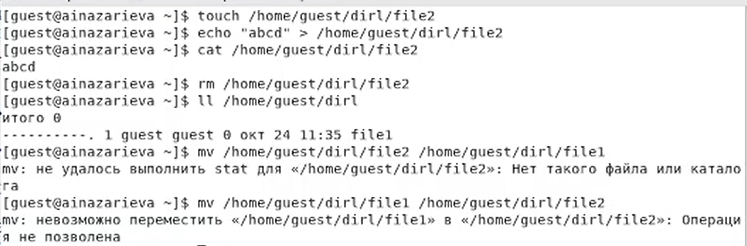 [guest@ainazarieva ~]$ touch /home/guest/dirl/file2
[guest@ainazarieva ~]$ echo "abcd" > /home/guest/dirl/file2
[guest@ainazarieva ~]$ cat /home/guest/dirl/file2
abcd
[guest@ainazarieva ~]$ rm /home/guest/dirl/file2
[guest@ainazarieva ~]$ ll /home/guest/dirl
итого 0
----------. 1 guest guest 0 окт 24 11:35 file1
[guest@ainazarieva ~]$ mv /home/guest/dirl/file2 /home/guest/dirl/file1
mv: не удалось выполнить stat для «/home/guest/dirl/file2»: Нет такого файла или катало
га
[guest@ainazarieva ~]$ mv /home/guest/dirl/file1 /home/guest/dirl/file2
mv: невозможно переместить «/home/guest/dirl/file1» в «/home/guest/dirl/file2»: Операци
я не позволена